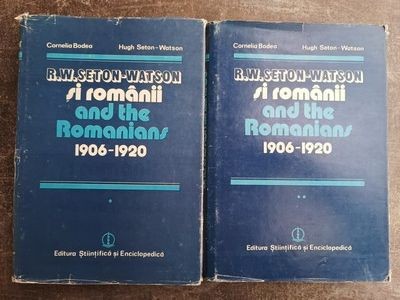 Cornelia Bodea Hugh Seton-Watson
R.W.SETON-WATSON
și românii
and the
Romanians
1906-1920
*
Editura Științifică și Enciclopedică
Cornelia Bodea Hugh Seton-Watson
R.W.SETON-WATSON
și românii
and the
Romanians
1906-1920
**
Editura Științifică și Enciclopedică